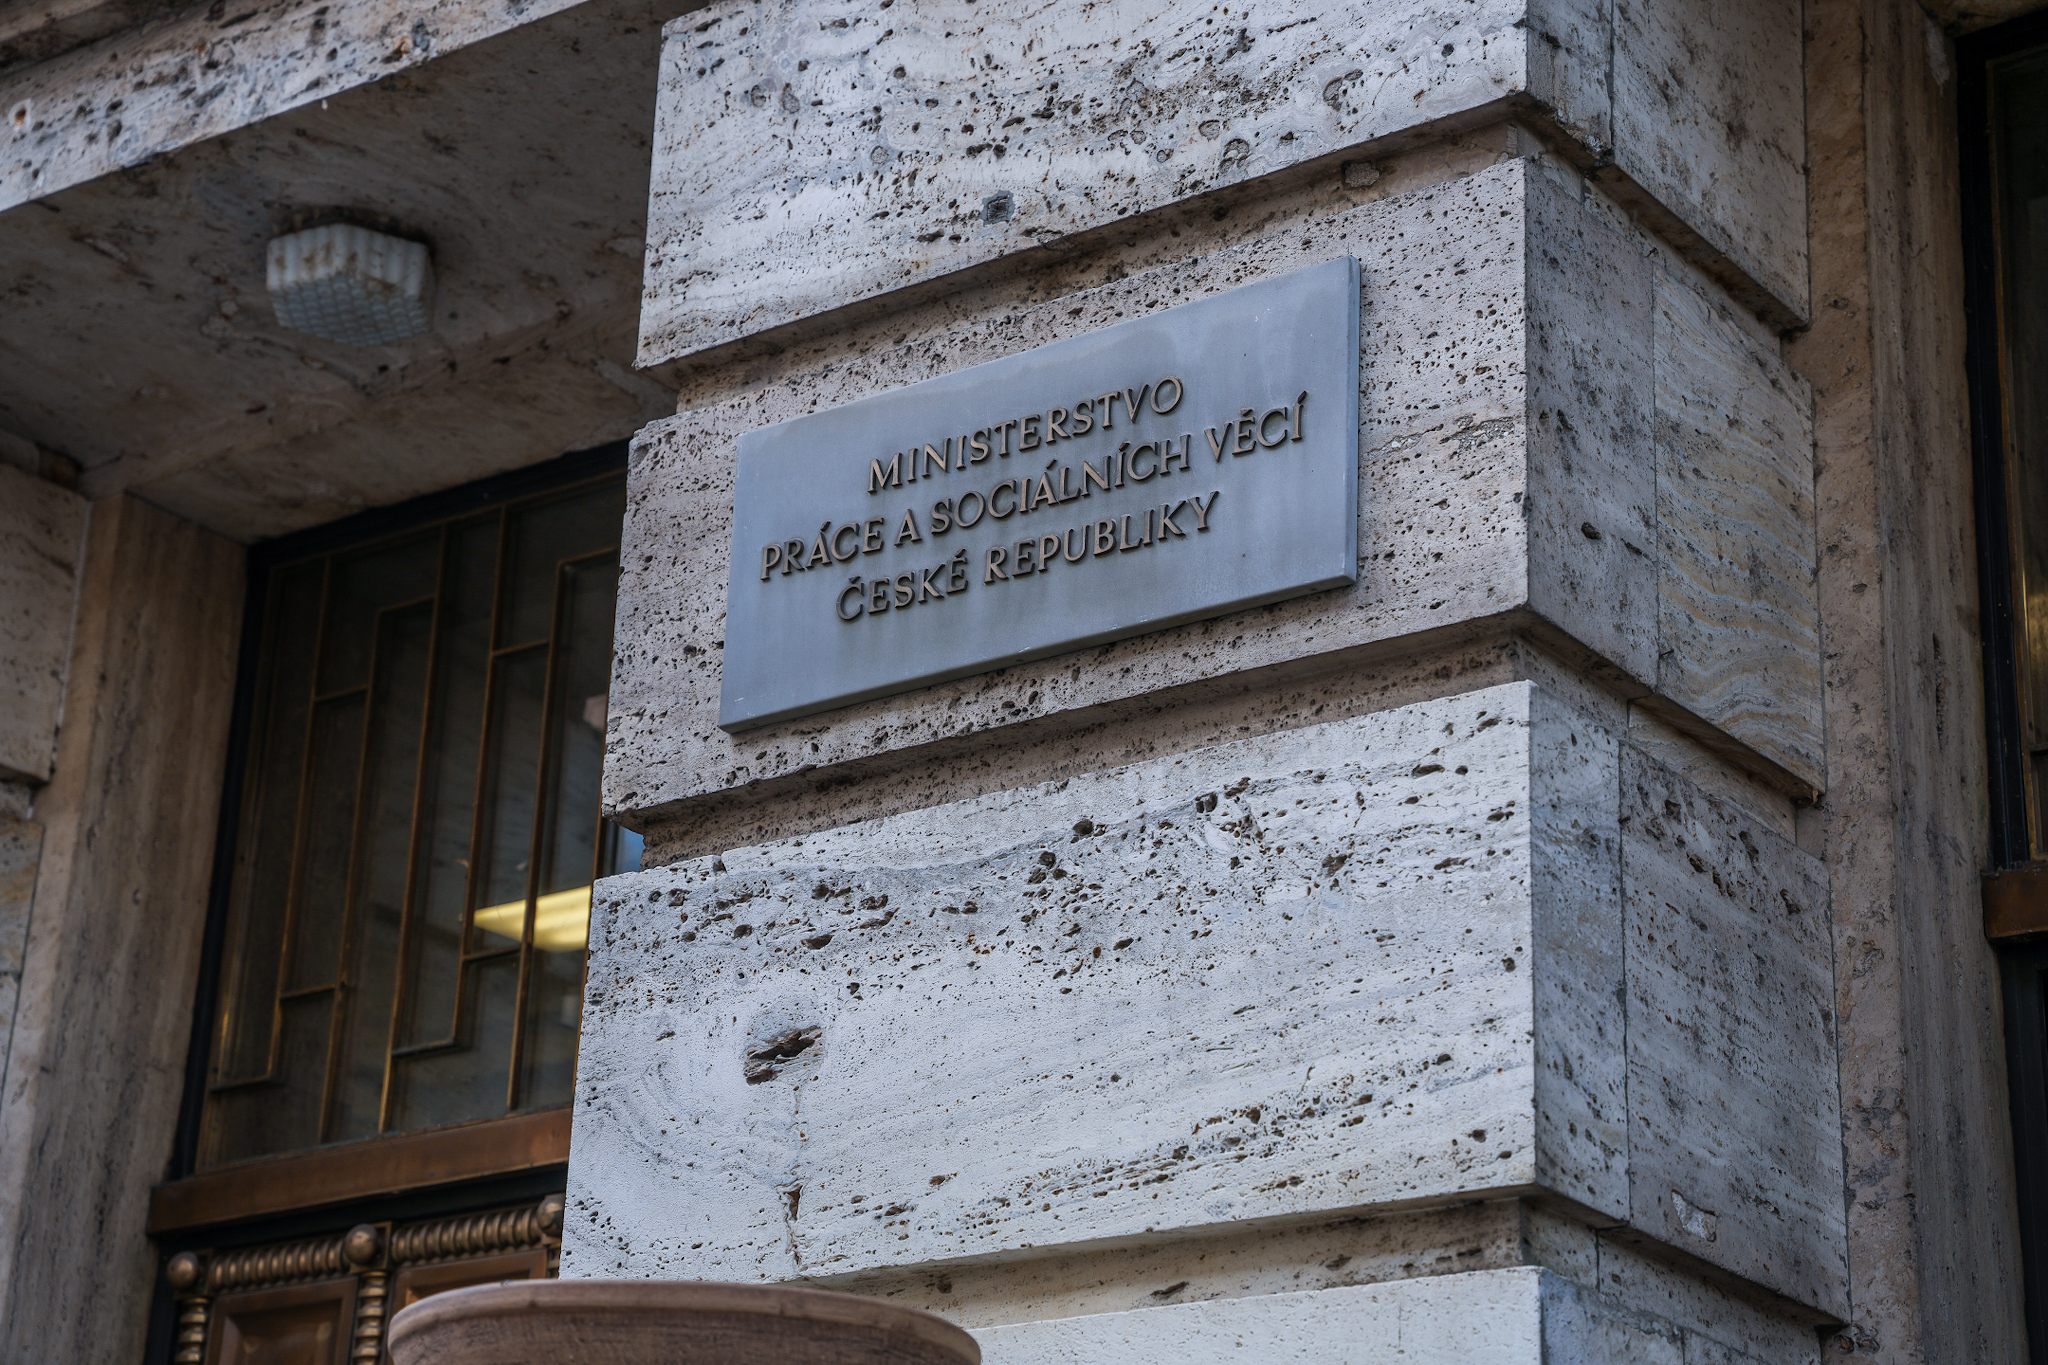 MINISTERSTVO
PRÁCE A SOCIÁLNÍCH VĚCÍ
ČESKÉ REPUBLIKY